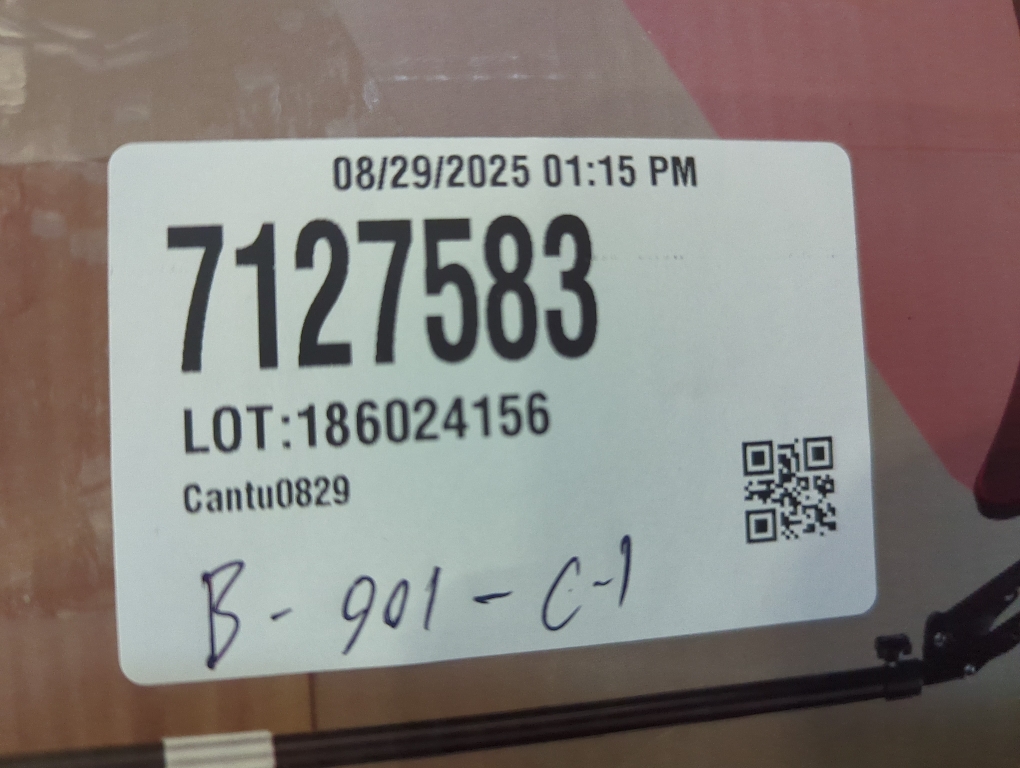 08/29/2025 01:15 PM
7127583
LOT:186024156
Cantu0829
B - 901 - C-1